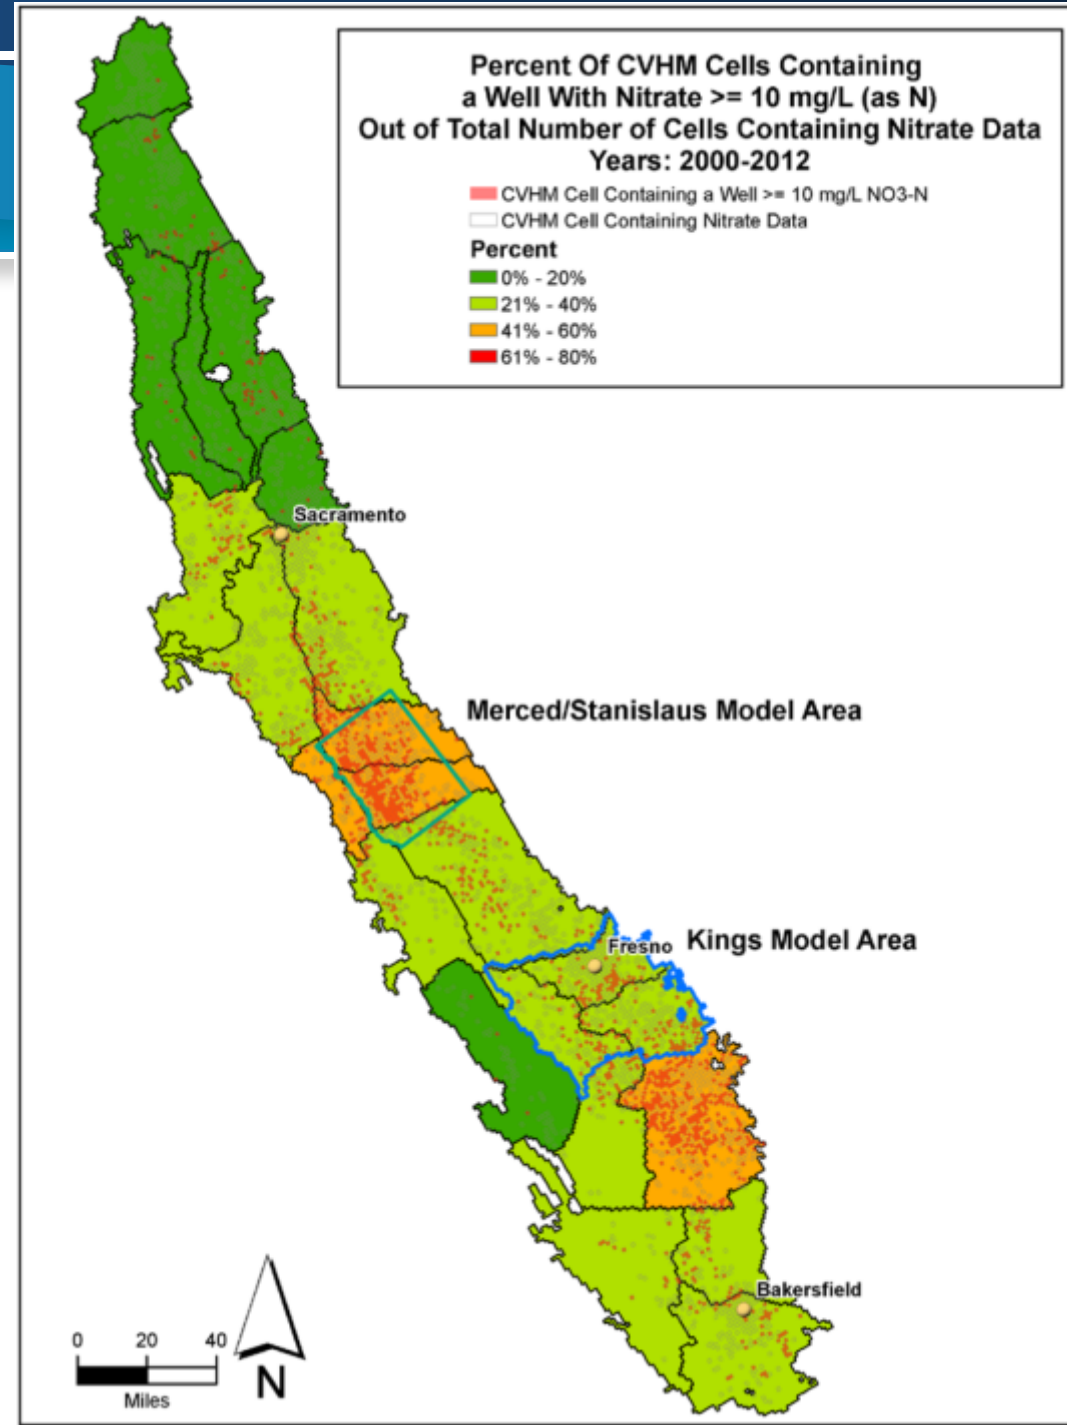 Percent Of CVHM Cells Containing
a Well With Nitrate >= 10 mg/L (as N)
Out of Total Number of Cells Containing Nitrate Data
Years: 2000-2012
CVHM Cell Containing a Well >= 10 mg/L NO3-N
CVHM Cell Containing Nitrate Data
Percent
0% - 20%
21% - 40%
41% - 60%
61% - 80%
Sacramento
Merced/Stanislaus Model Area
Kings Model Area
Fresno
Bakersfield
0 20 40
Miles
N